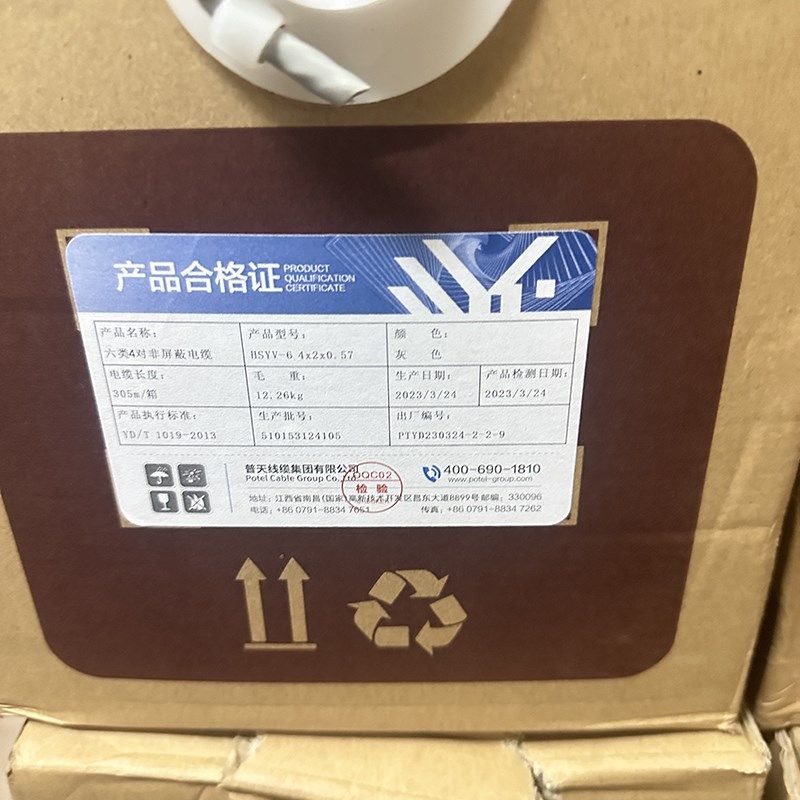 产品合格证 PRODUCT
QUALIFICATION
CERTIFICATE
产品名称:
六类4对非屏蔽电缆
产品型号:
HSYV-6 4x2x0.57
颜 色:
灰 色
电缆长度:
305m/箱
毛 重:
12.26kg
生产日期:
2023/3/24
产品检测日期:
2023/3/24
产品执行标准:
YD/T 1019-2013
生产批号:
510153124105
出厂编号:
PTYD230324-2-2-9
普天线缆集团有限公司
Potel Cable Group Co.,Ltd
DQC02
检 验
400-690-1810
www.potel-group.com
地址: 江西省南昌(国家)高新技术开发区昌东大道8899号 邮编: 330096
电话: +86 0791-8834 7651 传真: +86 0791-8834 7262